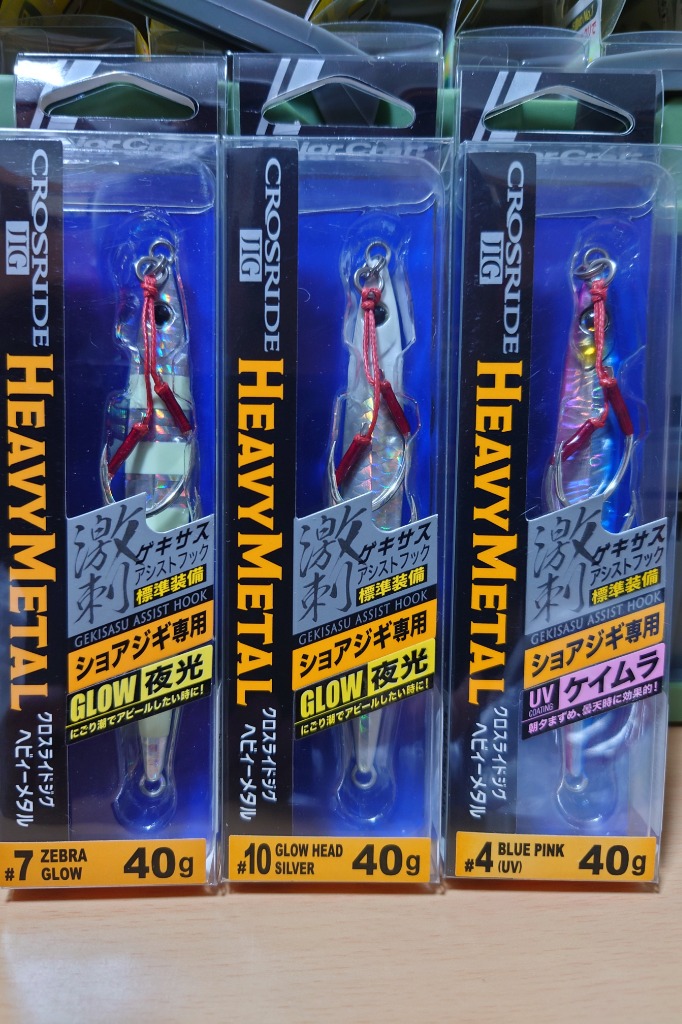 CROSRIDE
JIG
HEAVY METAL
クロスライドジグ
ヘビィーメタル
激刺
ゲキサス
アシストフック
標準装備
GEKISASU ASSIST HOOK
ショアジギ専用
GLOW 夜光
にごり潮でアピールしたい時に!
#7 ZEBRA GLOW 40g
CROSRIDE
JIG
HEAVY METAL
クロスライドジグ
ヘビィーメタル
激刺
ゲキサス
アシストフック
標準装備
GEKISASU ASSIST HOOK
ショアジギ専用
GLOW 夜光
にごり潮でアピールしたい時に!
#10 GLOW HEAD SILVER 40g
CROSRIDE
JIG
HEAVY METAL
クロスライドジグ
ヘビィーメタル
激刺
ゲキサス
アシストフック
標準装備
GEKISASU ASSIST HOOK
ショアジギ専用
UV COATING ケイムラ
朝夕まずめ、曇天時に効果的!
#4 BLUE PINK (UV) 40g